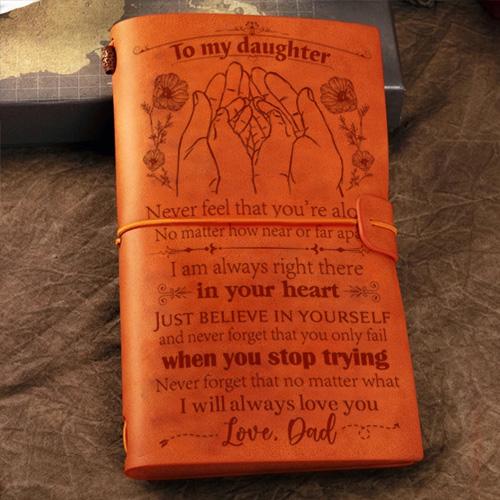 To my daughter
Never feel that you're alo
No matter how near or far apa
I am always right there
in your heart
JUST BELIEVE IN YOURSELF
and never forget that you only fail
when you stop trying
Never forget that no matter what
I will always love you
Love, Dad